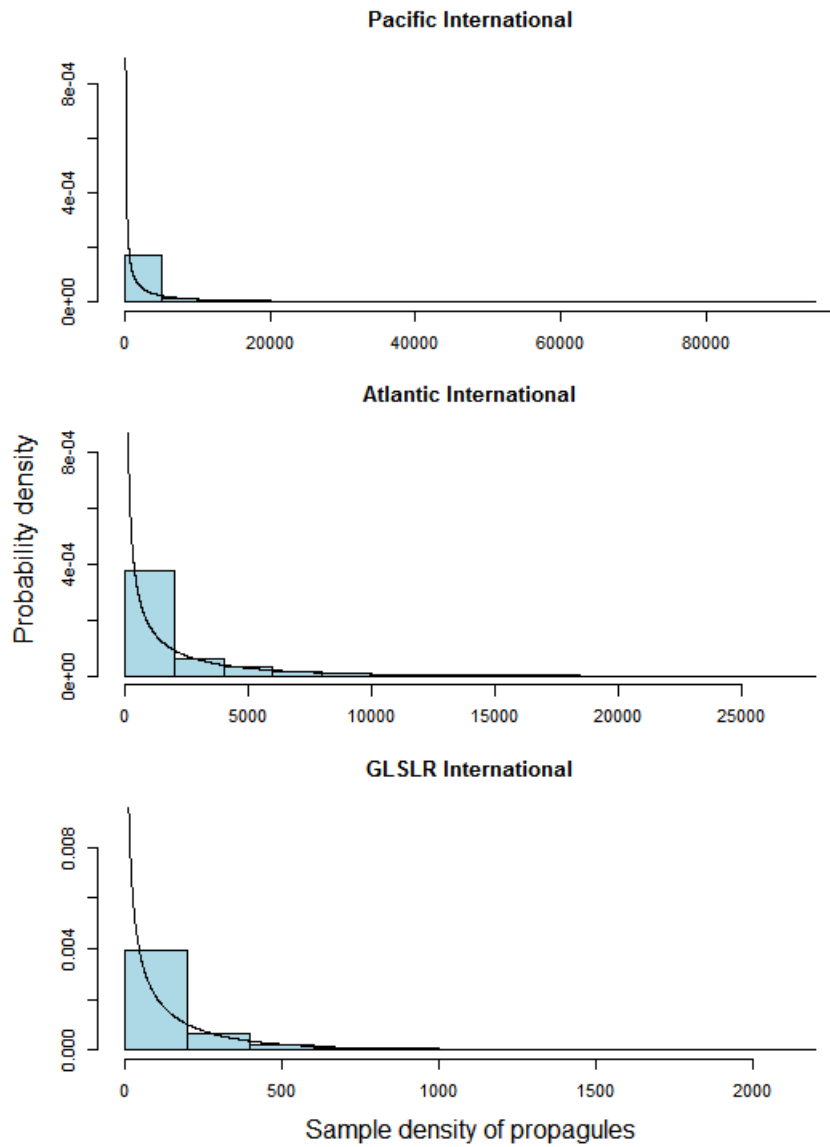 Pacific International
8e-04
4e-04
0e+00
0 20000 40000 60000 80000
Atlantic International
Probability density
8e-04
4e-04
0e+00
0 5000 10000 15000 20000 25000
GLSLR International
0.008
0.004
0.000
0 500 1000 1500 2000
Sample density of propagules